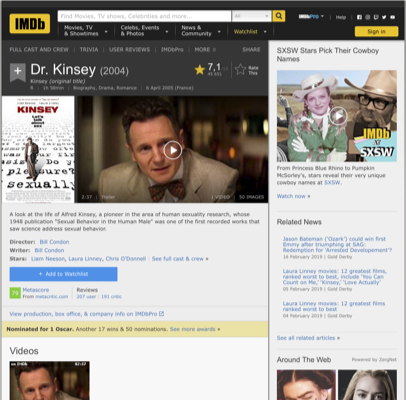 IMDb
Find Movies, TV shows, Celebrities and more...
All
IMDbPro
Help
Movies, TV
& Showtimes
Celebs, Events
& Photos
News &
Community
Watchlist
Sign in
FULL CAST AND CREW | TRIVIA | USER REVIEWS | IMDbPro | MORE
SHARE
Dr. Kinsey (2004)
Kinsey (original title)
1h 58min | Biography, Drama, Romance | 6 April 2005 (France)
7,1
Rate
This
KINSEY
Let's
talk
about
sex
2:37 | Trailer
1 VIDEO
50 IMAGES
A look at the life of Alfred Kinsey, a pioneer in the area of human sexuality research, whose
1948 publication "Sexual Behavior in the Human Male" was one of the first recorded works that
saw science address sexual behavior.
Director: Bill Condon
Writer: Bill Condon
Stars: Liam Neeson, Laura Linney, Chris O'Donnell | See full cast & crew »
+ Add to Watchlist
Metascore
From metacritic.com
Reviews
207 user | 191 critic
View production, box office, & company info on IMDbPro
Nominated for 1 Oscar. Another 17 wins & 50 nominations. See more awards »
Videos
SXSW Stars Pick Their Cowboy
Names
IMDb
AT
SXSW
From Princess Blue Rhino to Pumpkin
McSorley's, stars reveal their very unique
cowboy names at SXSW.
Watch now »
Related News
Jason Bateman ('Ozark') could win first
Emmy after triumphing at SAG:
Redemption for 'Arrested Development'?
16 February 2019 | Gold Derby
Laura Linney movies: 12 greatest films,
ranked worst to best, include 'You Can
Count on Me,' 'Kinsey,' 'Love Actually'
05 February 2019 | Gold Derby
Laura Linney movies: 12 greatest films
ranked worst to best
04 February 2019 | Gold Derby
See all related articles »
Around The Web
Powered by ZergNet